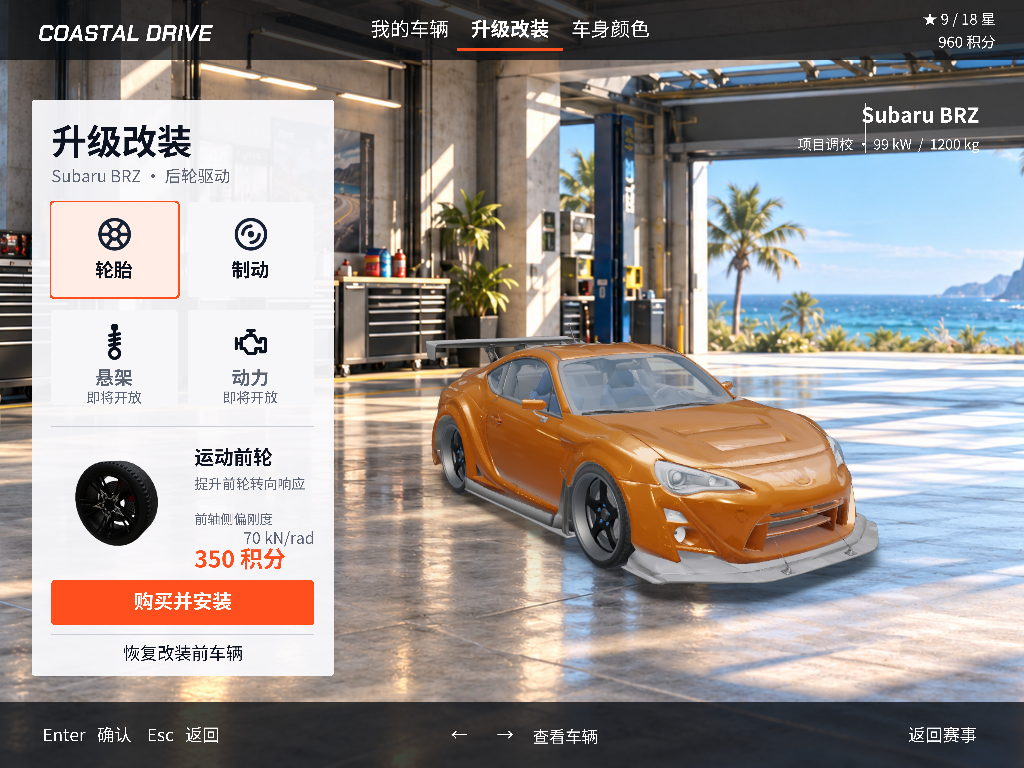 COASTAL DRIVE
我的车辆 升级改装 车身颜色
★ 9 / 18 星
960 积分
Subaru BRZ
项目调校 · 99 kW / 1200 kg
升级改装
Subaru BRZ · 后轮驱动
轮胎 制动
悬架 动力
即将开放 即将开放
运动前轮
提升前轮转向响应
前轴侧偏刚度
70 kN/rad
350 积分
购买并安装
恢复改装前车辆
Enter 确认 Esc 返回 ← → 查看车辆 返回赛事